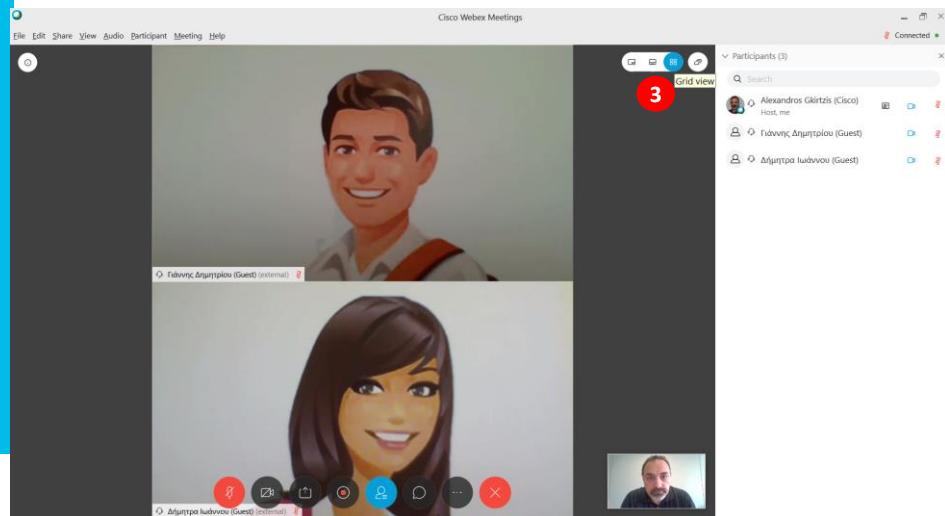 Cisco Webex Meetings
File Edit Share View Audio Participant Meeting Help
Connected
Grid view
3
Participants (3)
Search
Alexandros Gkirtzis (Cisco)
Host, me
Γιάννης Δημητρίου (Guest)
Δήμητρα Ιωάννου (Guest)
Γιάννης Δημητρίου (Guest) (external)
Δήμητρα Ιωάννου (Guest) (external)